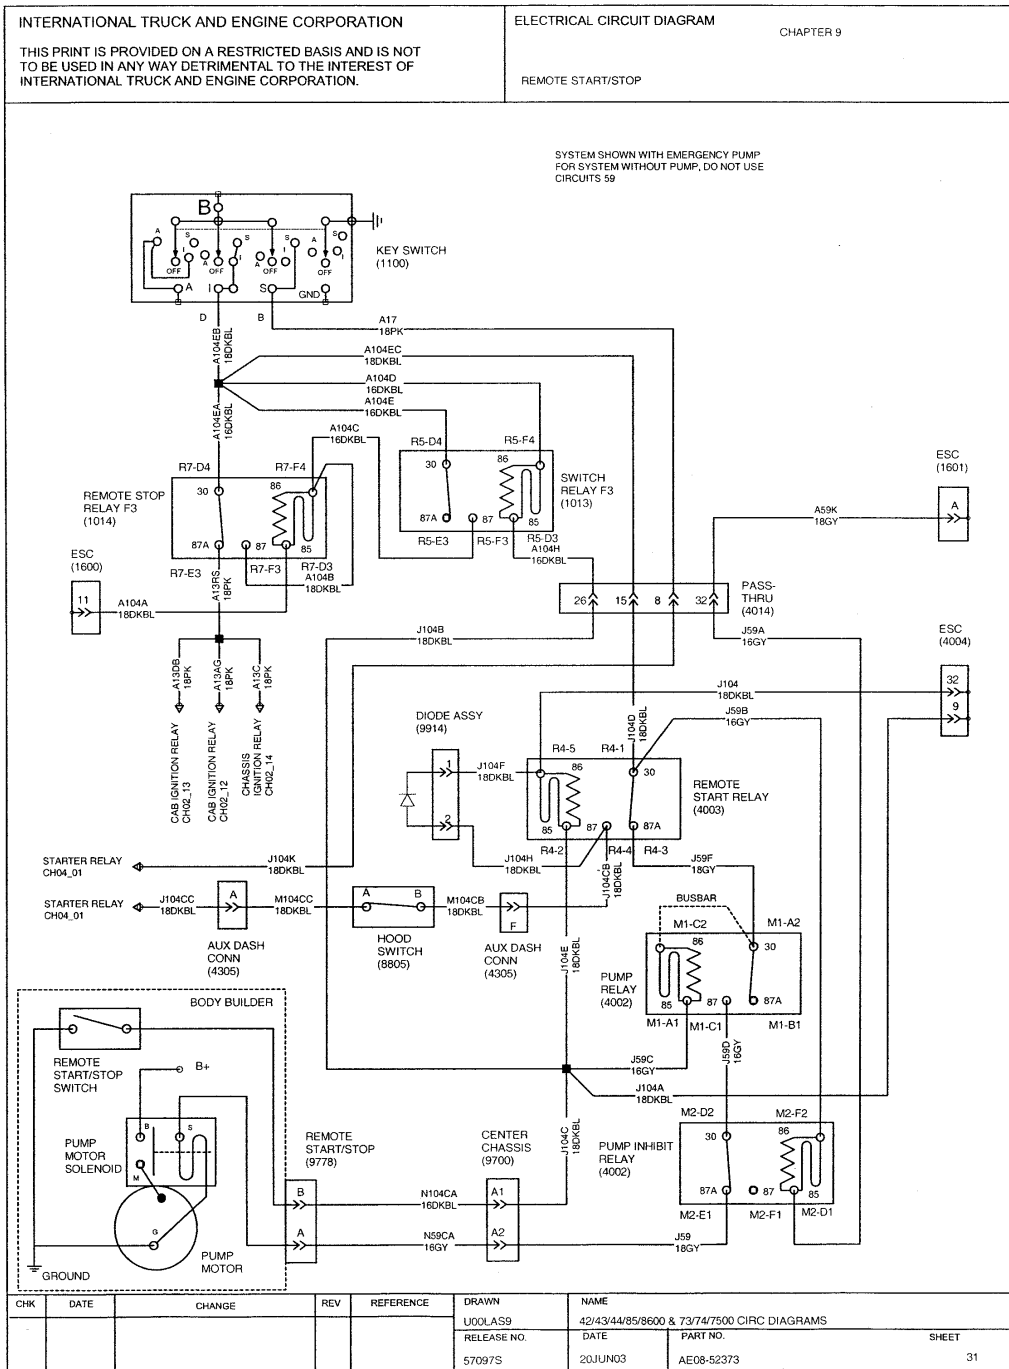 INTERNATIONAL TRUCK AND ENGINE CORPORATION
THIS PRINT IS PROVIDED ON A RESTRICTED BASIS AND IS NOT
TO BE USED IN ANY WAY DETRIMENTAL TO THE INTEREST OF
INTERNATIONAL TRUCK AND ENGINE CORPORATION.
ELECTRICAL CIRCUIT DIAGRAM
CHAPTER 9
REMOTE START/STOP
SYSTEM SHOWN WITH EMERGENCY PUMP
FOR SYSTEM WITHOUT PUMP, DO NOT USE
CIRCUITS 59
B
A S S S A S
I I A I I
A OFF OFF A OFF OFF
A I S GND
KEY SWITCH
(1100)
D B
A17
18PK
A104EB
18DKBL
A104EC
18DKBL
A104D
16DKBL
A104E
16DKBL
A104EA
16DKBL
A104C
16DKBL
R5-D4 R5-F4
30 86
87A 87 85
R5-E3 R5-F3 R5-D3
SWITCH
RELAY F3
(1013)
A104H
16DKBL
R7-D4 R7-F4
30 86
87A 87 85
R7-E3 R7-F3 R7-D3
REMOTE STOP
RELAY F3
(1014)
A104B
18DKBL
A13RS
18PK
ESC
(1600)
11
A104A
18DKBL
ESC
(1601)
A
A59K
18GY
26 15 8 32
PASS-
THRU
(4014)
J104B
18DKBL
J59A
16GY
ESC
(4004)
32
9
A13DB
18PK
A13AG
18PK
A13C
18PK
CAB IGNITION RELAY
CH02_13
CAB IGNITION RELAY
CH02_12
CHASSIS
IGNITION RELAY
CH02_14
J104
18DKBL
J59B
16GY
J104D
18DKBL
DIODE ASSY
(9914)
1
2
J104F
18DKBL
R4-5 R4-1
86 30
85 87 87A
R4-2 R4-4 R4-3
REMOTE
START RELAY
(4003)
J104H
18DKBL
J104CB
18DKBL
J59F
18GY
STARTER RELAY
CH04_01
J104K
18DKBL
STARTER RELAY
CH04_01
J104CC
18DKBL
A
AUX DASH
CONN
(4305)
M104CC
18DKBL
A B
HOOD
SWITCH
(8805)
M104CB
18DKBL
F
AUX DASH
CONN
(4305)
J104E
18DKBL
BUSBAR
M1-C2 M1-A2
86 30
85 87 87A
M1-A1 M1-C1 M1-B1
PUMP
RELAY
(4002)
J59D
16GY
J59C
16GY
J104A
18DKBL
M2-D2 M2-F2
30 86
87A 87 85
M2-E1 M2-F1 M2-D1
PUMP INHIBIT
RELAY
(4002)
BODY BUILDER
REMOTE
START/STOP
SWITCH
B+
B S
M
G
PUMP
MOTOR
SOLENOID
PUMP
MOTOR
GROUND
REMOTE
START/STOP
(9778)
B
A
N104CA
16DKBL
N59CA
16GY
CENTER
CHASSIS
(9700)
A1
A2
J104C
18DKBL
J59
18GY
CHK DATE CHANGE REV REFERENCE
DRAWN
U00LAS9
NAME
42/43/44/85/8600 & 73/74/7500 CIRC DIAGRAMS
RELEASE NO.
57097S
DATE
20JUN03
PART NO.
AE08-52373
SHEET
31